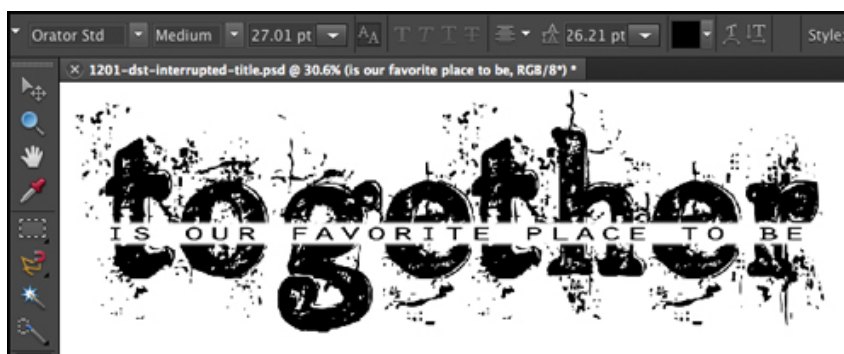 Orator Std Medium 27.01 pt 26.21 pt Style:
1201-dst-interrupted-title.psd @ 30.6% (is our favorite place to be, RGB/8*) *
together
IS OUR FAVORITE PLACE TO BE